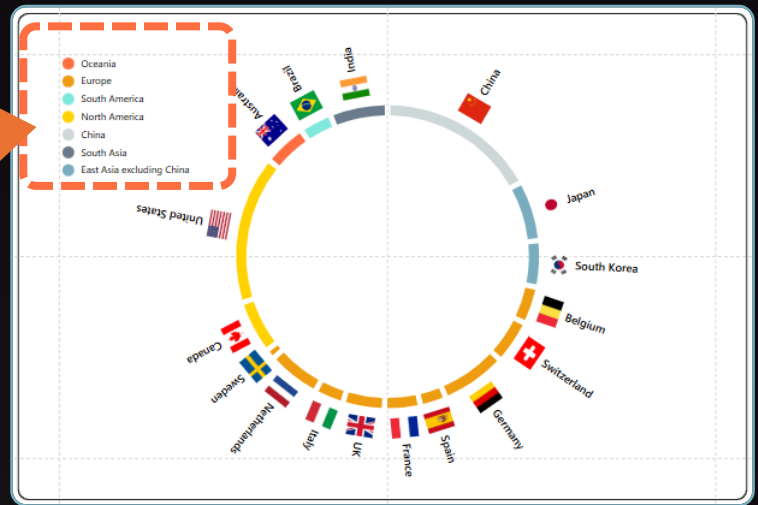 Oceania
Europe
South America
North America
China
South Asia
East Asia excluding China
India
China
Brazil
Japan
United States
South Korea
Belgium
Canada
Switzerland
Sweden
Netherlands
Italy
UK
France
Spain
Germany